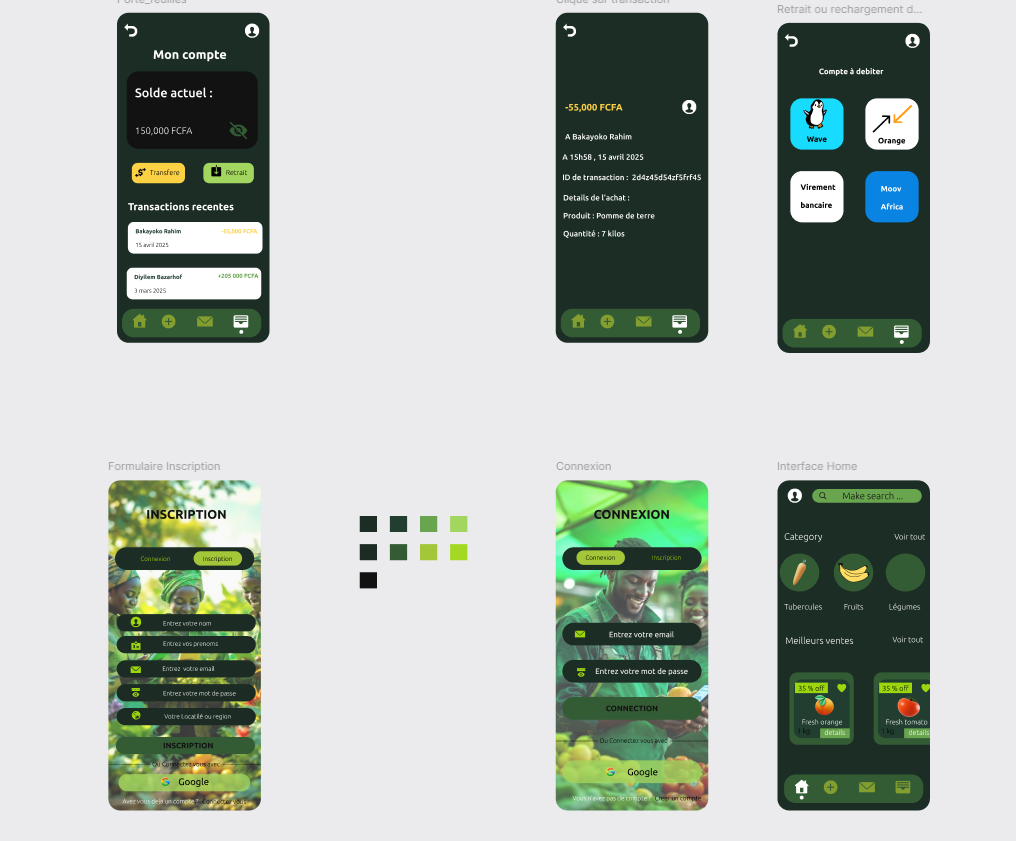 Porte_feuilles
Mon compte
Solde actuel :
150,000 FCFA
Transfere
Retrait
Transactions recentes
Bakayoko Rahim
-55,000 FCFA
15 avril 2025
Diyilem Bazarhof
+205 000 FCFA
3 mars 2025
Clique sur transaction
-55,000 FCFA
A Bakayoko Rahim
A 15h58 , 15 avril 2025
ID de transaction : 2d4z45d54zf5frf45
Details de l'achat :
Produit : Pomme de terre
Quantité : 7 kilos
Retrait ou rechargement d...
Compte à debiter
Wave
Orange
Virement
bancaire
Moov
Africa
Formulaire Inscription
INSCRIPTION
Connexion
Inscription
Entrez votre nom
Entrez vos prenoms
Entrez votre email
Entrez votre mot de passe
Votre Locatilé ou region
INSCRIPTION
Ou Connectez vous avec
Google
Avez vous deja un compte ? Connectez vous
Connexion
CONNEXION
Connexion
Inscription
Entrez votre email
Entrez votre mot de passe
CONNECTION
Ou Connectez vous avec
Google
Vous n'avez pas de compte ? Creer un compte
Interface Home
Make search ...
Category
Voir tout
Tubercules
Fruits
Légumes
Meilleurs ventes
Voir tout
35 % off
Fresh orange
1 kg
details
35 % off
Fresh tomato
1 kg
details